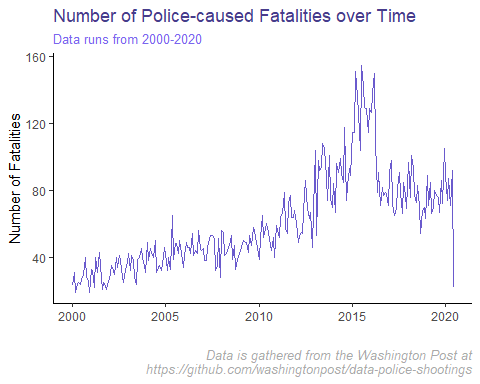 Number of Police-caused Fatalities over Time
Data runs from 2000-2020
Number of Fatalities
160
120
80
40
2000
2005
2010
2015
2020
Data is gathered from the Washington Post at
https://github.com/washingtonpost/data-police-shootings